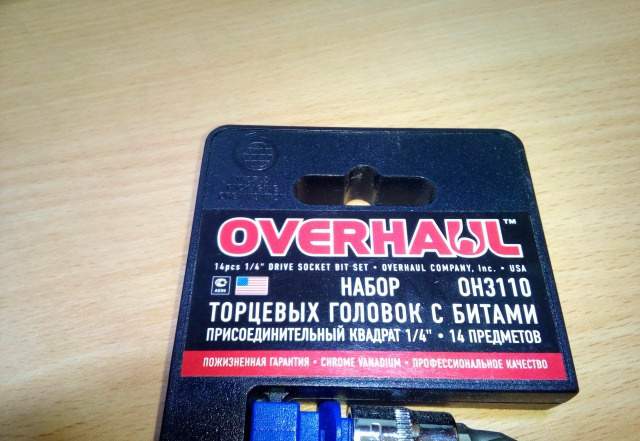 OVERHAUL™
14pcs 1/4" DRIVE SOCKET BIT SET • OVERHAUL COMPANY, Inc. • USA
НАБОР OH3110
ТОРЦЕВЫХ ГОЛОВОК С БИТАМИ
ПРИСОЕДИНИТЕЛЬНЫЙ КВАДРАТ 1/4" • 14 ПРЕДМЕТОВ
ПОЖИЗНЕННАЯ ГАРАНТИЯ • CHROME VANADIUM • ПРОФЕССИОНАЛЬНОЕ КАЧЕСТВО